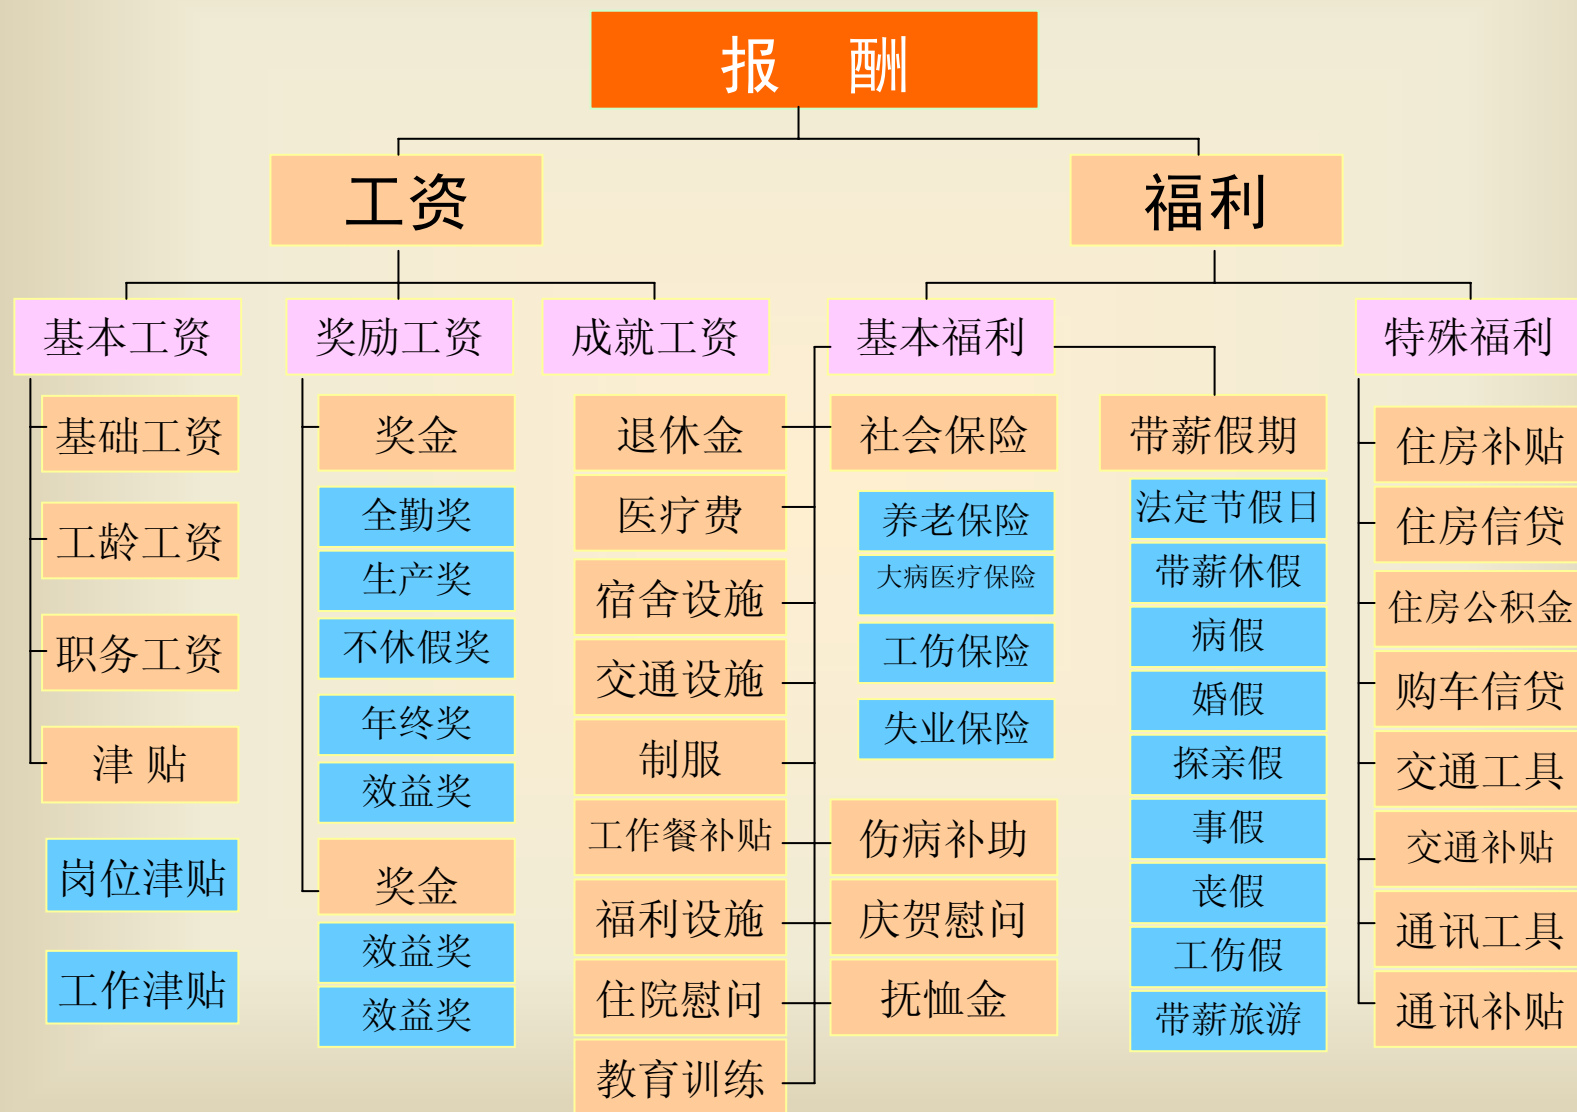 报 酬
工资
福利
基本工资
奖励工资
成就工资
基本福利
特殊福利
基础工资
工龄工资
职务工资
津 贴
岗位津贴
工作津贴
奖金
全勤奖
生产奖
不休假奖
年终奖
效益奖
奖金
效益奖
效益奖
退休金
医疗费
宿舍设施
交通设施
制服
工作餐补贴
福利设施
住院慰问
教育训练
社会保险
养老保险
大病医疗保险
工伤保险
失业保险
伤病补助
庆贺慰问
抚恤金
带薪假期
法定节假日
带薪休假
病假
婚假
探亲假
事假
丧假
工伤假
带薪旅游
住房补贴
住房信贷
住房公积金
购车信贷
交通工具
交通补贴
通讯工具
通讯补贴